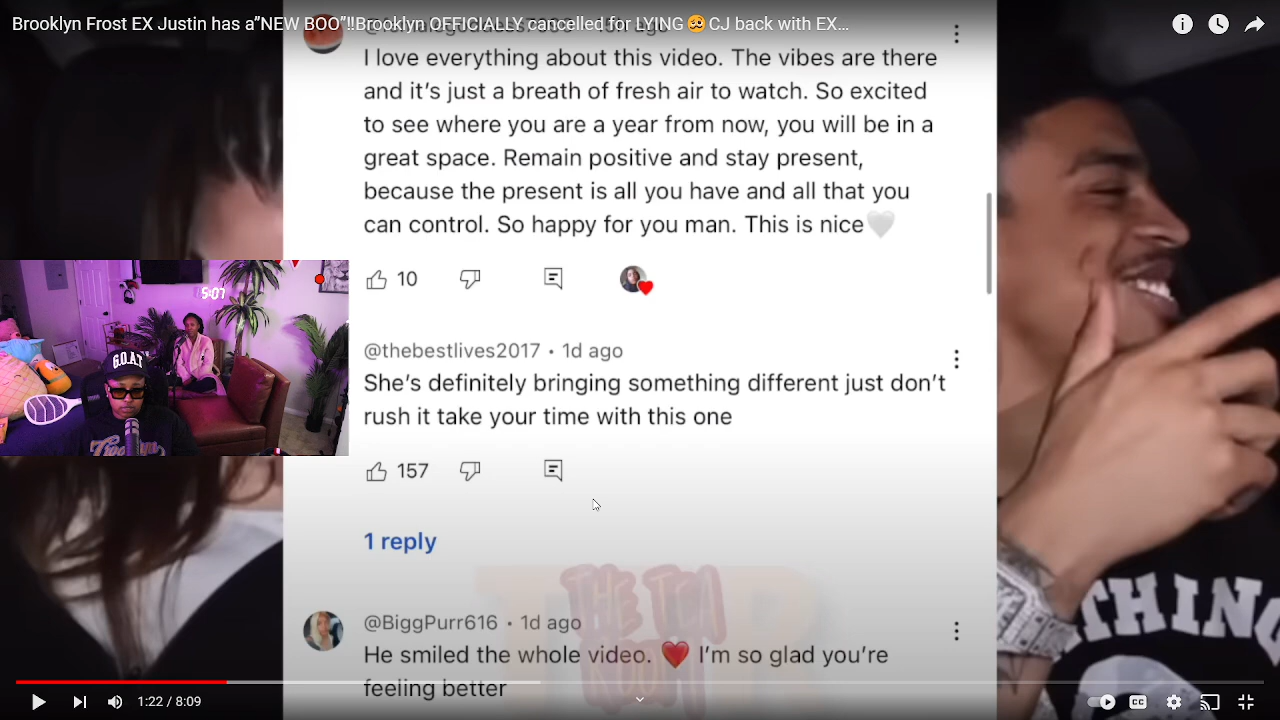 Brooklyn Frost EX Justin has a"NEW BOO"!!Brooklyn OFFICIALLY cancelled for LYING🥺CJ back with EX...
I love everything about this video. The vibes are there
and it's just a breath of fresh air to watch. So excited
to see where you are a year from now, you will be in a
great space. Remain positive and stay present,
because the present is all you have and all that you
can control. So happy for you man. This is nice🤍
10
5:07
G.O.A.T
@thebestlives2017 • 1d ago
She's definitely bringing something different just don't
rush it take your time with this one
157
1 reply
THE TEA
ROOM
@BiggPurr616 • 1d ago
He smiled the whole video. ❤️ I'm so glad you're
feeling better
THING
1:22 / 8:09
CC